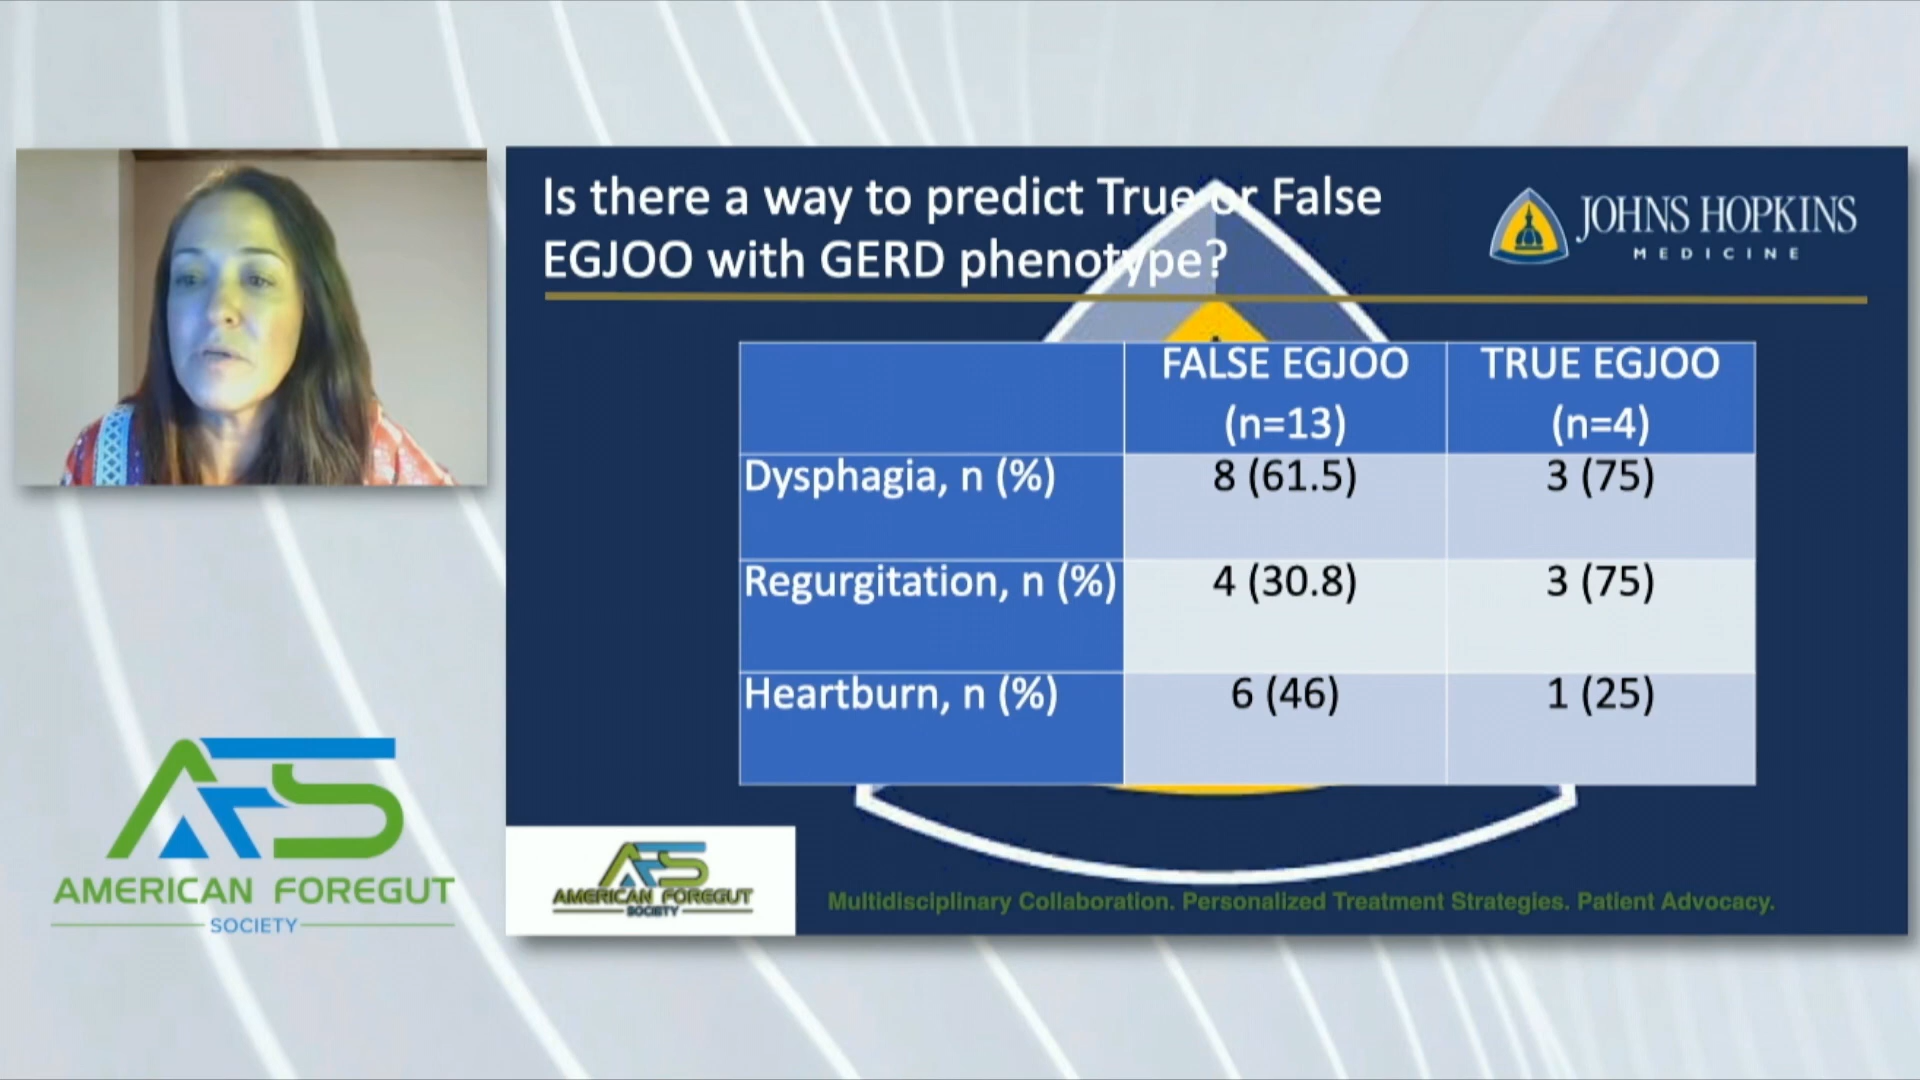 Is there a way to predict True or False
EGJOO with GERD phenotype?
JOHNS HOPKINS
MEDICINE
FALSE EGJOO TRUE EGJOO
(n=13) (n=4)
Dysphagia, n (%) 8 (61.5) 3 (75)
Regurgitation, n (%) 4 (30.8) 3 (75)
Heartburn, n (%) 6 (46) 1 (25)
AFS
AMERICAN FOREGUT
SOCIETY
AFS
AMERICAN FOREGUT
SOCIETY
Multidisciplinary Collaboration. Personalized Treatment Strategies. Patient Advocacy.